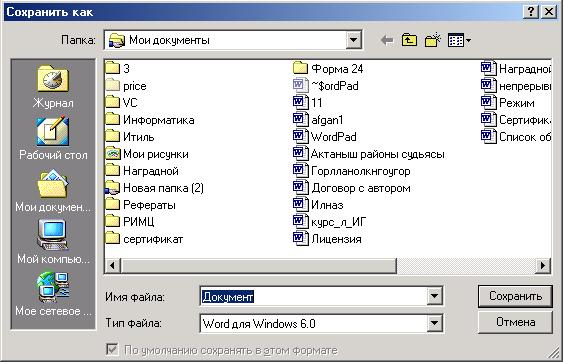 Сохранить как
Папка: Мои документы
Журнал
Рабочий стол
Мои докумен...
Мой компью...
Мое сетевое ...
3
price
VC
Информатика
Итиль
Мои рисунки
Наградной
Новая папка (2)
Рефераты
РИМЦ
сертификат
Форма 24
~$ordPad
11
afgan1
WordPad
Актаныш районы судьясы
Горлланолкнгоугор
Договор с автором
Илназ
курс_л_ИГ
Лицензия
Наградной
непрерыв
Режим
Сертифика
Список об
Имя файла: Документ
Сохранить
Тип файла: Word для Windows 6.0
Отмена
По умолчанию сохранять в этом формате